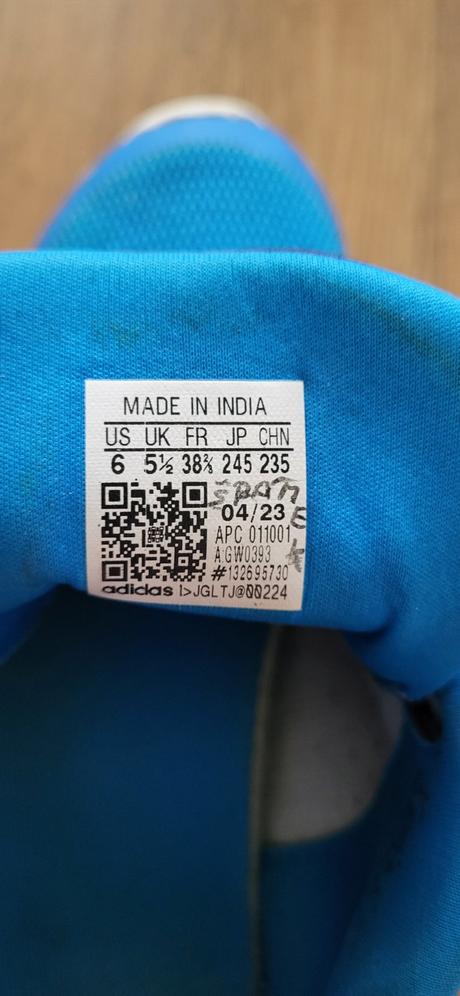 MADE IN INDIA
US UK FR JP CHN
6 5½ 38⅔ 245 235
04/23
APC 011001
A:GW0393
#132695730
adidas I>JGLTJ@00224